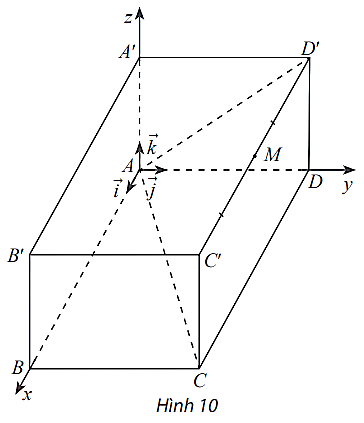 z
A' D'
k⃗
A M
i⃗ j⃗ D y
B' C'
B C
x
Hình 10